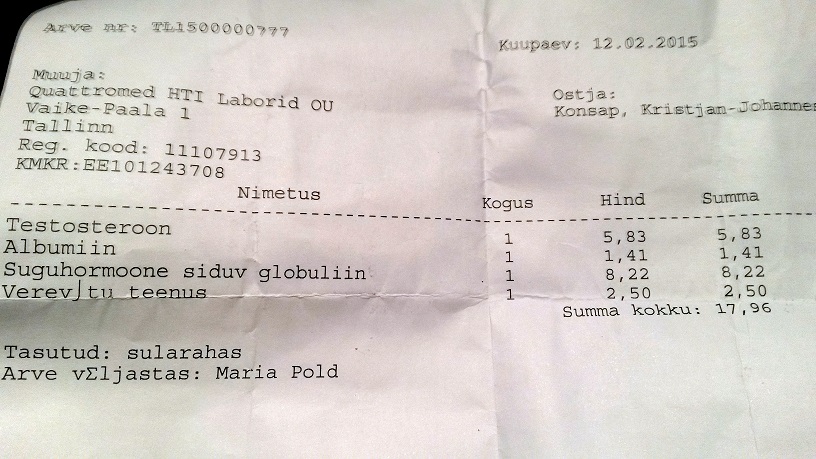 Arve nr: TL1500000777
Kuupaev: 12.02.2015
Muuja:
Quattromed HTI Laborid OU
Vaike-Paala 1
Tallinn
Reg. kood: 11107913
KMKR:EE101243708
Ostja:
Konsap, Kristjan-Johannes
Nimetus Kogus Hind Summa
Testosteroon 1 5,83 5,83
Albumiin 1 1,41 1,41
Suguhormoone siduv globuliin 1 8,22 8,22
Verev⌡tu teenus 1 2,50 2,50
Summa kokku: 17,96
Tasutud: sularahas
Arve vΣljastas: Maria Pold